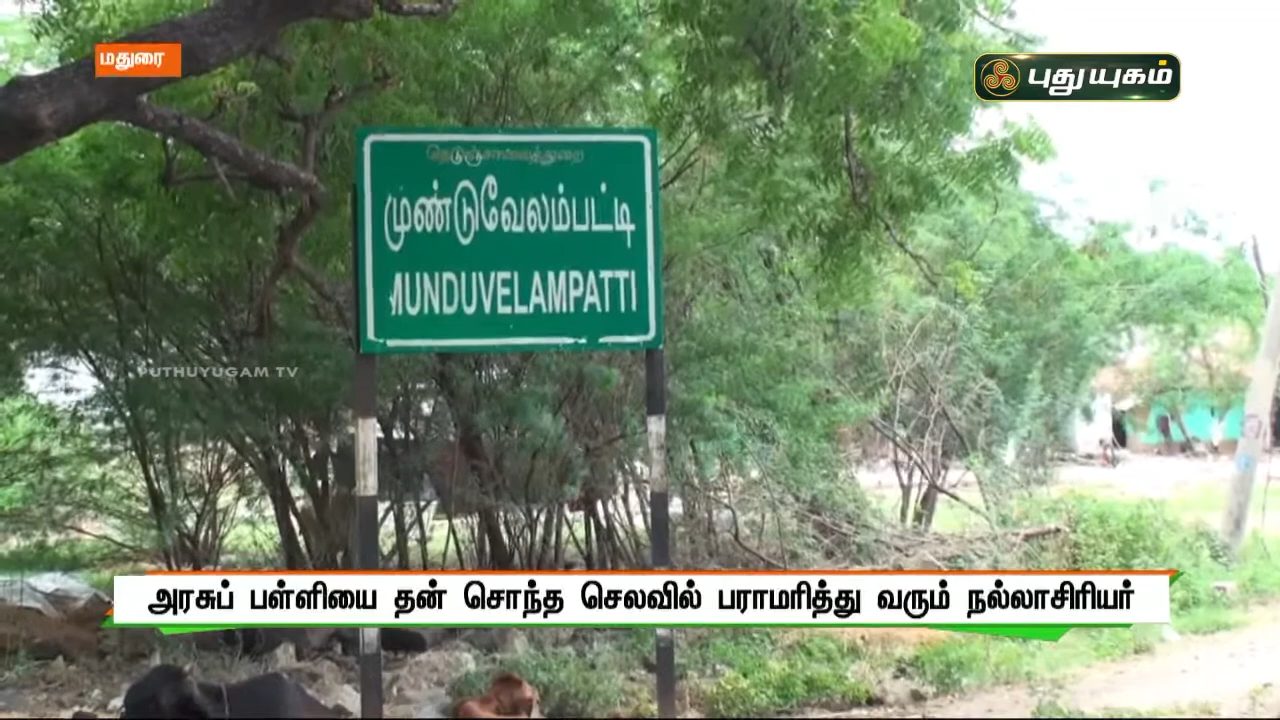 மதுரை
புதுயுகம்
நெடுஞ்சாலைத்துறை
முண்டுவேலம்பட்டி
MUNDUVELAMPATTI
PUTHUYUGAM TV
அரசுப் பள்ளியை தன் சொந்த செலவில் பராமரித்து வரும் நல்லாசிரியர்